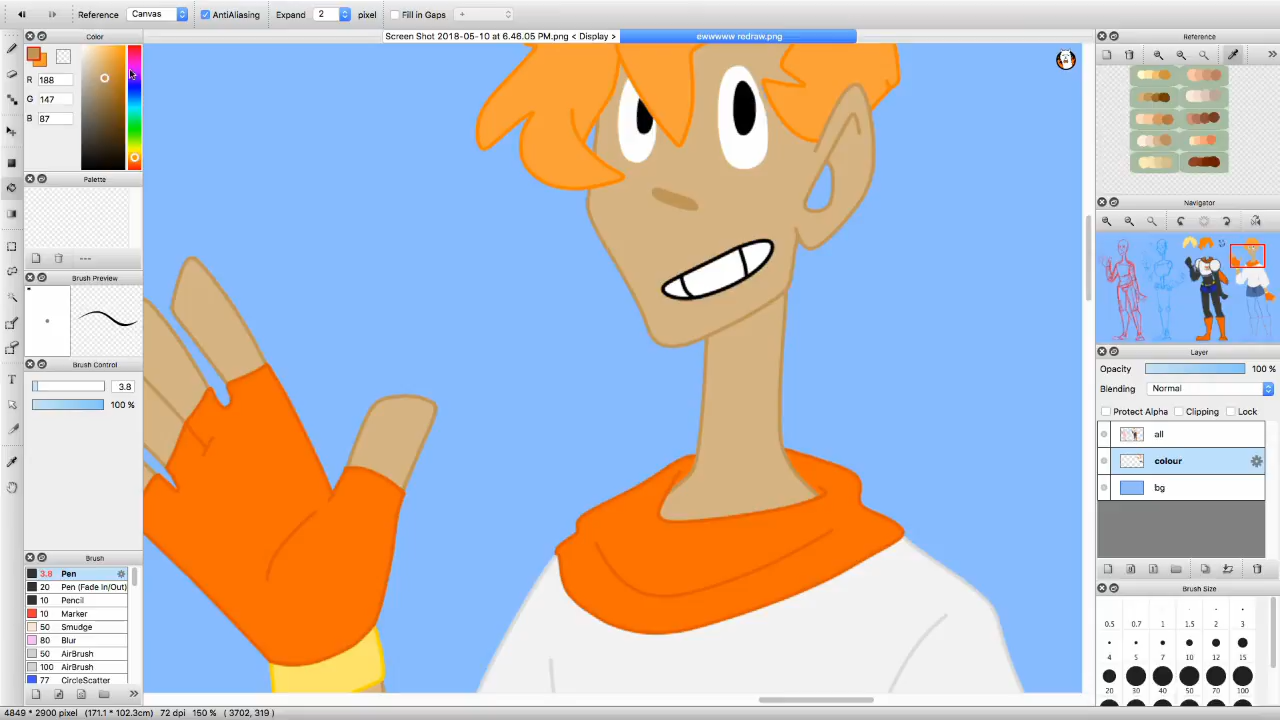 Reference Canvas AntiAliasing Expand 2 pixel Fill in Gaps +
Screen Shot 2018-05-10 at 6.46.05 PM.png < Display >
ewwwww redraw.png
Color
R 188
G 147
B 87
Palette
---
Brush Preview
Brush Control
3.8
100 %
Brush
3.8 Pen
20 Pen (Fade In/Out)
10 Pencil
10 Marker
50 Smudge
80 Blur
50 AirBrush
100 AirBrush
77 CircleScatter
Reference
Navigator
Layer
Opacity 100 %
Blending Normal
Protect Alpha Clipping Lock
all
colour
bg
Brush Size
0.5 0.7 1 1.5 2 3
4 5 7 10 12 15
20 30 40 50 70 100
4849 * 2900 pixel (171.1 * 102.3cm) 72 dpi 150 % ( 3702, 319 )